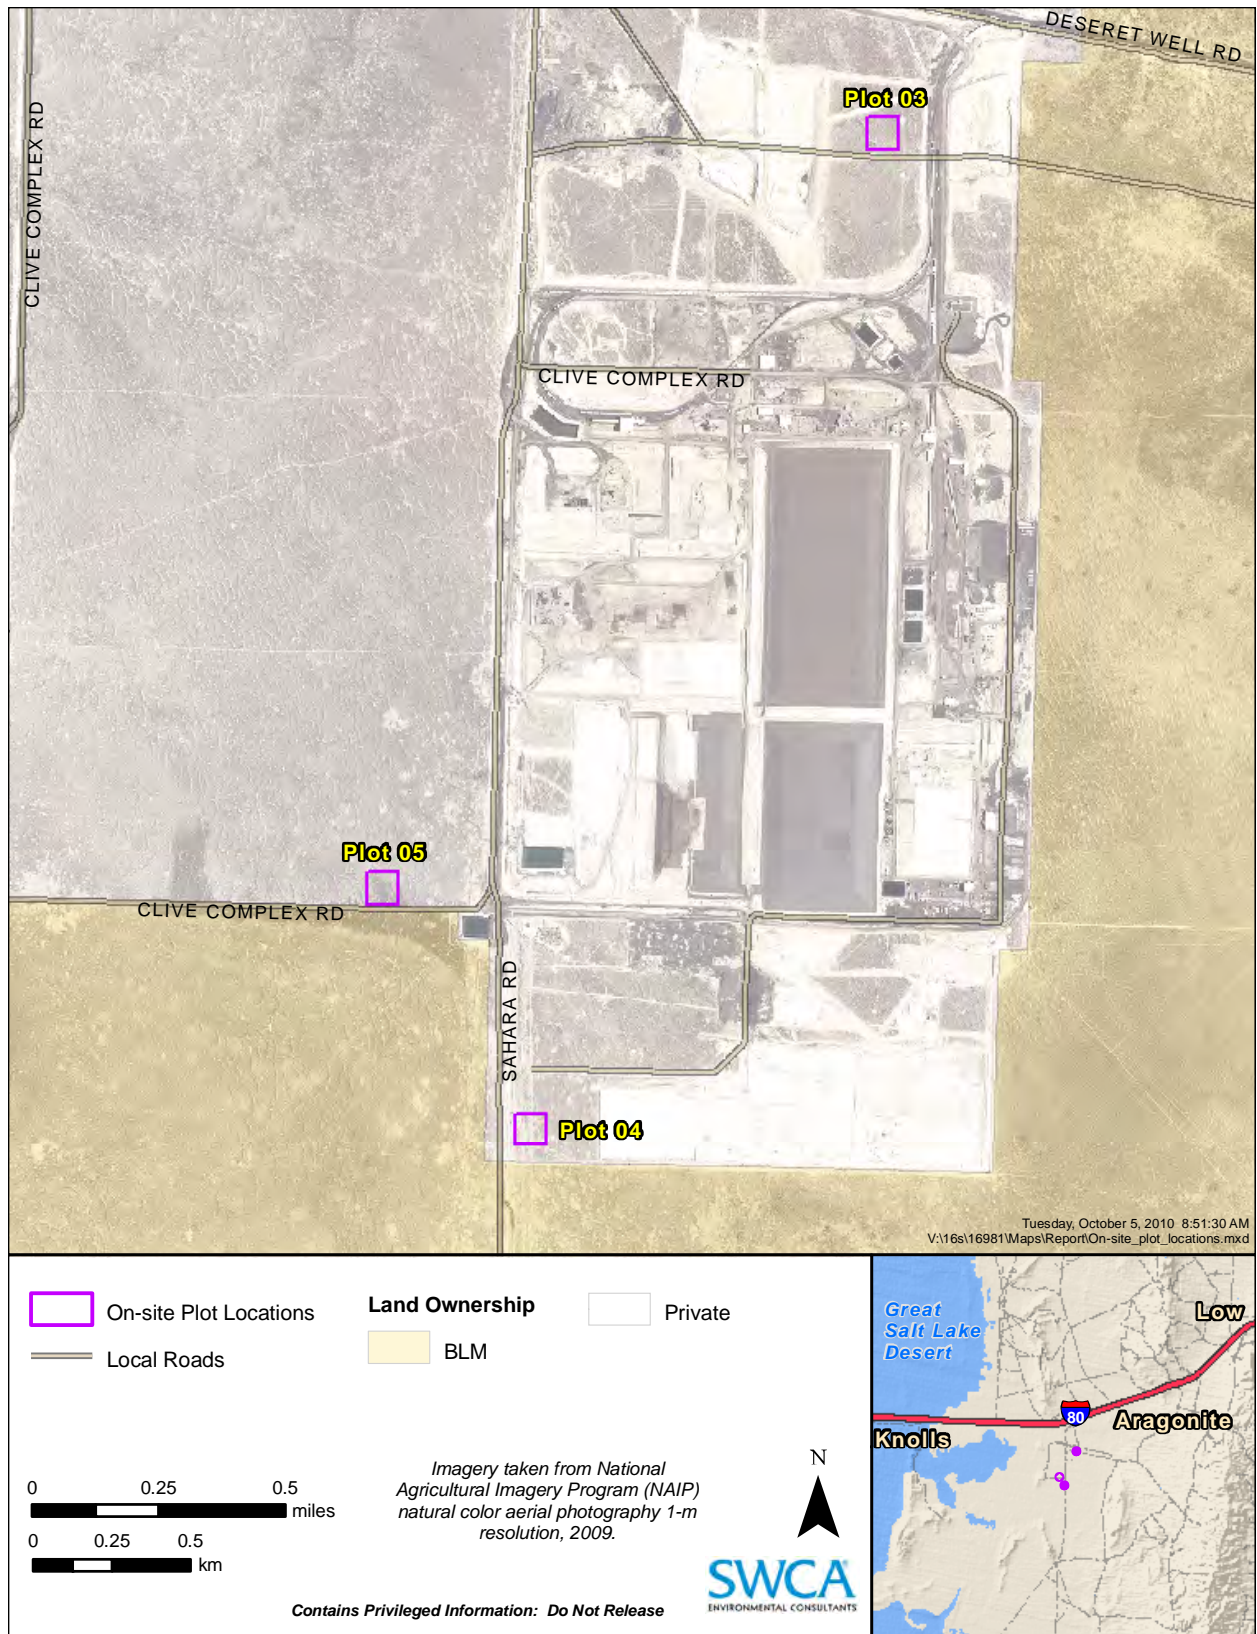 DESERET WELL RD
Plot 03
CLIVE COMPLEX RD
CLIVE COMPLEX RD
Plot 05
CLIVE COMPLEX RD
SAHARA RD
Plot 04
Tuesday, October 5, 2010 8:51:30 AM
V:\16s\16981\Maps\Report\On-site_plot_locations.mxd
On-site Plot Locations
Local Roads
Land Ownership
BLM
Private
0 0.25 0.5
miles
0 0.25 0.5
km
Imagery taken from National
Agricultural Imagery Program (NAIP)
natural color aerial photography 1-m
resolution, 2009.
N
SWCA
ENVIRONMENTAL CONSULTANTS
Contains Privileged Information: Do Not Release
Great
Salt Lake
Desert
Low
80
Aragonite
Knolls